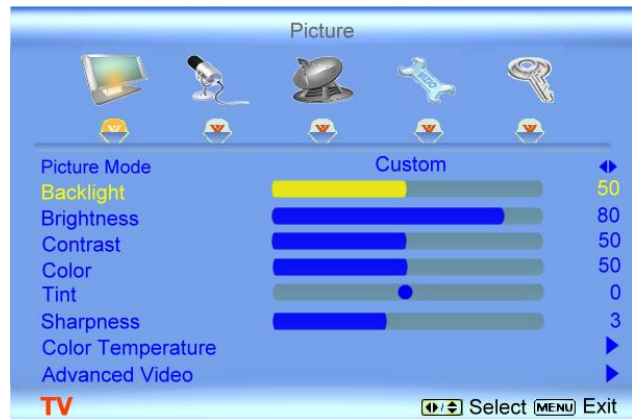 Picture
VIZIO
Picture Mode Custom
Backlight 50
Brightness 80
Contrast 50
Color 50
Tint 0
Sharpness 3
Color Temperature
Advanced Video
TV Select MENU Exit